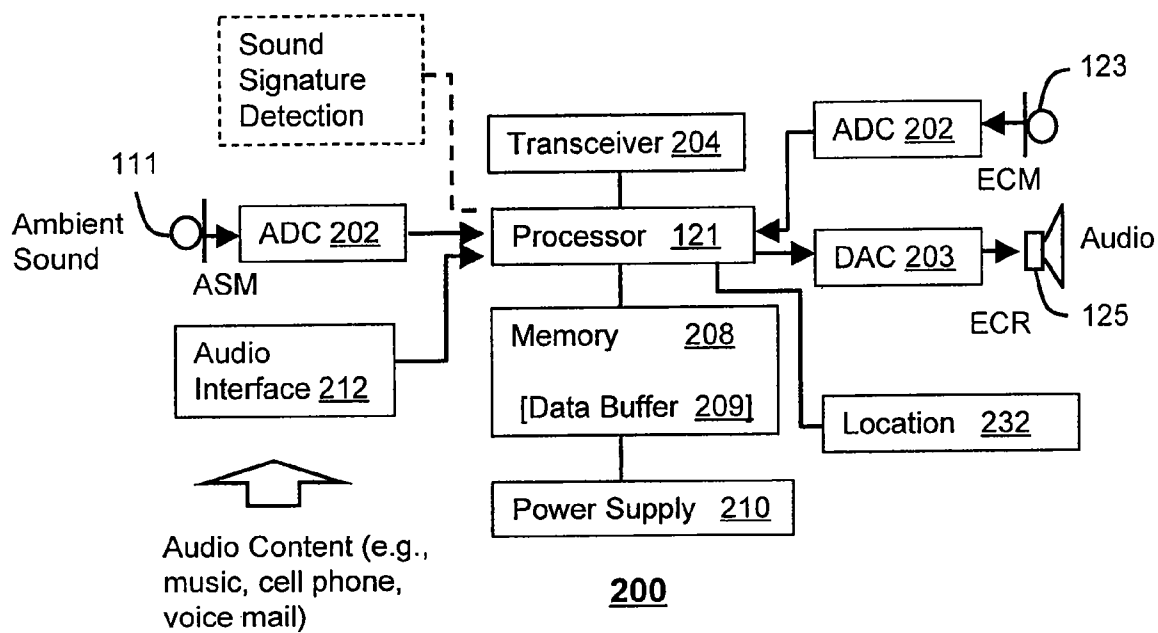 Sound
Signature
Detection
123
Transceiver 204
ADC 202
ECM
111
Ambient
Sound
ADC 202
ASM
Processor 121
DAC 203
Audio
ECR
125
Audio
Interface 212
Memory 208
[Data Buffer 209]
Location 232
Power Supply 210
Audio Content (e.g.,
music, cell phone,
voice mail)
200